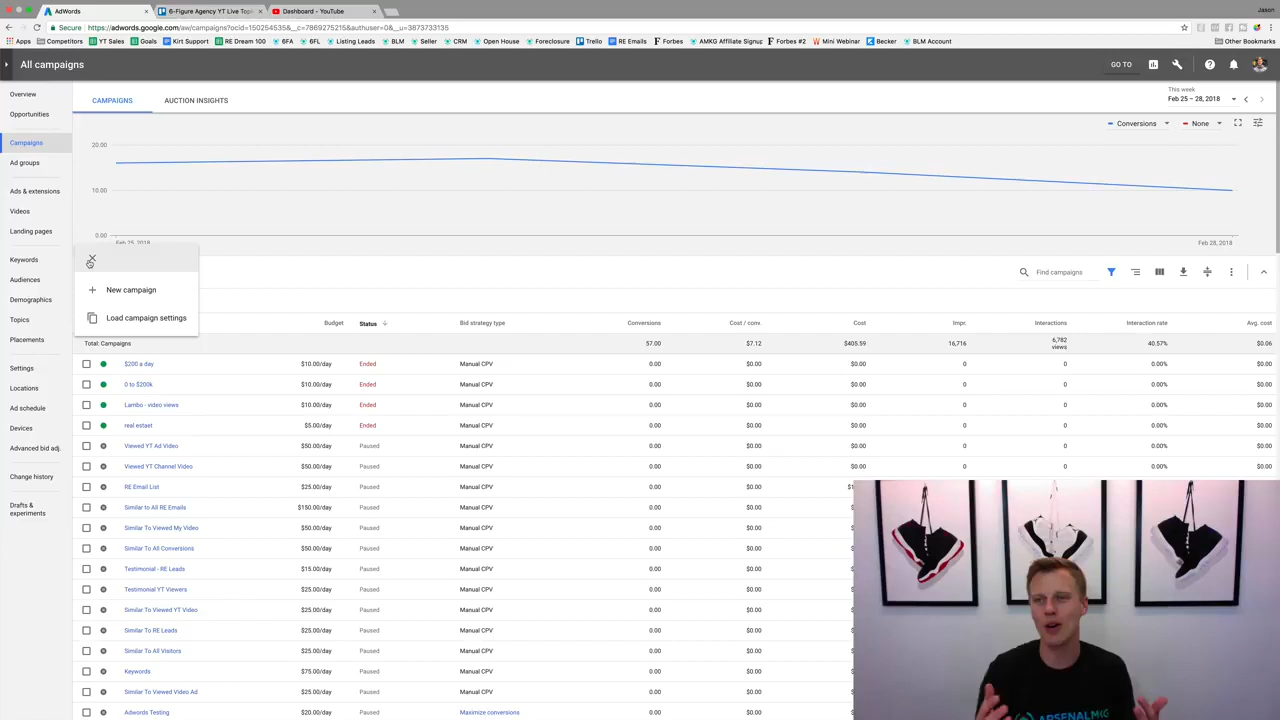 AdWords
6-Figure Agency YT Live Topi
Dashboard - YouTube
Jason
Secure
https://adwords.google.com/aw/campaigns?ocid=150254535&__c=7869275215&authuser=0&__u=3873733135
Apps
Competitors
YT Sales
Goals
Kirt Support
RE Dream 100
6FA
6FL
Listing Leads
BLM
Seller
CRM
Open House
Foreclosure
Trello
RE Emails
Forbes
AMKG Affiliate Signup
Forbes #2
Mini Webinar
Becker
BLM Account
Other Bookmarks
All campaigns
GO TO
Overview
Opportunities
Campaigns
Ad groups
Ads & extensions
Videos
Landing pages
Keywords
Audiences
Demographics
Topics
Placements
Settings
Locations
Ad schedule
Devices
Advanced bid adj.
Change history
Drafts &
experiments
CAMPAIGNS
AUCTION INSIGHTS
This week
Feb 25 – 28, 2018
Conversions
None
20.00
10.00
0.00
Feb 25, 2018
Feb 28, 2018
New campaign
Load campaign settings
Find campaigns
Budget Status Bid strategy type Conversions Cost / conv. Cost Impr. Interactions Interaction rate Avg. cost
Total: Campaigns 57.00 $7.12 $405.59 16,716 6,782 40.57% $0.06
views
$200 a day $10.00/day Ended Manual CPV 0.00 $0.00 $0.00 0 0 0.00% $0.00
0 to $200k $10.00/day Ended Manual CPV 0.00 $0.00 $0.00 0 0 0.00% $0.00
Lambo - video views $10.00/day Ended Manual CPV 0.00 $0.00 $0.00 0 0 0.00% $0.00
real estaet $5.00/day Ended Manual CPV 0.00 $0.00 $0.00 0 0 0.00% $0.00
Viewed YT Ad Video $50.00/day Paused Manual CPV 0.00 $0.00 $0.00 0 0 0.00% $0.00
Viewed YT Channel Video $50.00/day Paused Manual CPV 0.00 $0.00 $0.00 0 0 0.00% $0.00
RE Email List $25.00/day Paused Manual CPV 0.00 $0.00
Similar to All RE Emails $150.00/day Paused Manual CPV 0.00 $0.00
Similar To Viewed My Video $50.00/day Paused Manual CPV 0.00 $0.00
Similar To All Conversions $50.00/day Paused Manual CPV 0.00 $0.00
Testimonial - RE Leads $15.00/day Paused Manual CPV 0.00 $0.00
Testimonial YT Viewers $25.00/day Paused Manual CPV 0.00 $0.00
Similar To Viewed YT Video $25.00/day Paused Manual CPV 0.00 $0.00
Similar To RE Leads $25.00/day Paused Manual CPV 0.00 $0.00
Similar To All Visitors $25.00/day Paused Manual CPV 0.00 $0.00
Keywords $75.00/day Paused Manual CPV 0.00 $0.00
Similar To Viewed Video Ad $25.00/day Paused Manual CPV 0.00 $0.00
Adwords Testing $20.00/day Paused Maximize conversions 0.00 $0.00
ARSENALMKG